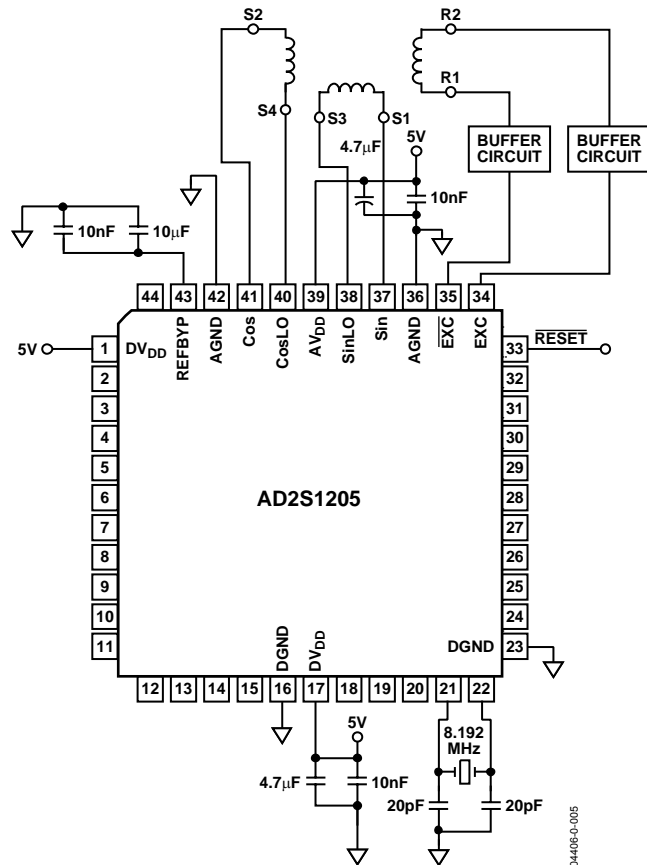 S2
R2
R1
S4
S3
S1
4.7μF
5V
BUFFER
CIRCUIT
BUFFER
CIRCUIT
10nF
10μF
10nF
44
43
42
41
40
39
38
37
36
35
34
REFBYP
AGND
Cos
CosLO
AVDD
SinLO
Sin
AGND
EXC
EXC
5V
1
DVDD
33
RESET
2
32
3
31
4
30
5
29
AD2S1205
6
28
7
27
8
26
9
25
10
24
11
DGND
23
DGND
DVDD
12
13
14
15
16
17
18
19
20
21
22
5V
8.192
MHz
4.7μF
10nF
20pF
20pF
04406-0-005